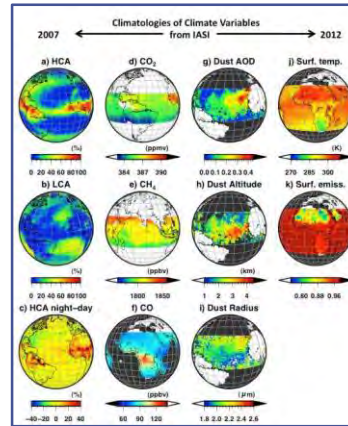 Climatologies of Climate Variables
2007 from IASI 2012
a) HCA d) CO₂ g) Dust AOD j) Surf. temp.
(%) (ppmv) (K)
0 20 40 60 80 100 384 387 390 0.0 0.1 0.2 0.3 0.4 270 285 300
b) LCA e) CH₄ h) Dust Altitude k) Surf. emiss.
(%) (ppbv) (km)
0 20 40 60 80 100 1800 1850 1 2 3 4 0.80 0.88 0.96
c) HCA night–day f) CO i) Dust Radius
(%) (ppbv) (µm)
−40 −20 0 20 40 60 90 120 1.8 2.0 2.2 2.4 2.6